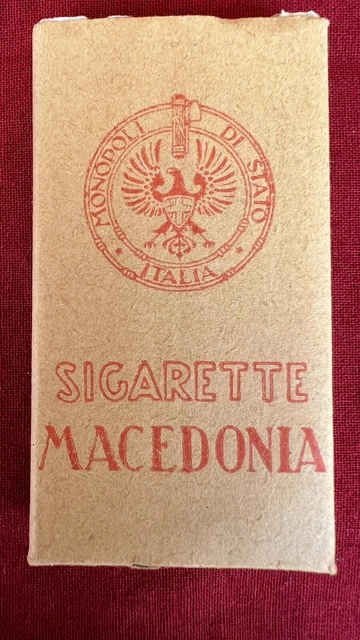 MONOPOLI DI STATO
ITALIA
SIGARETTE
MACEDONIA